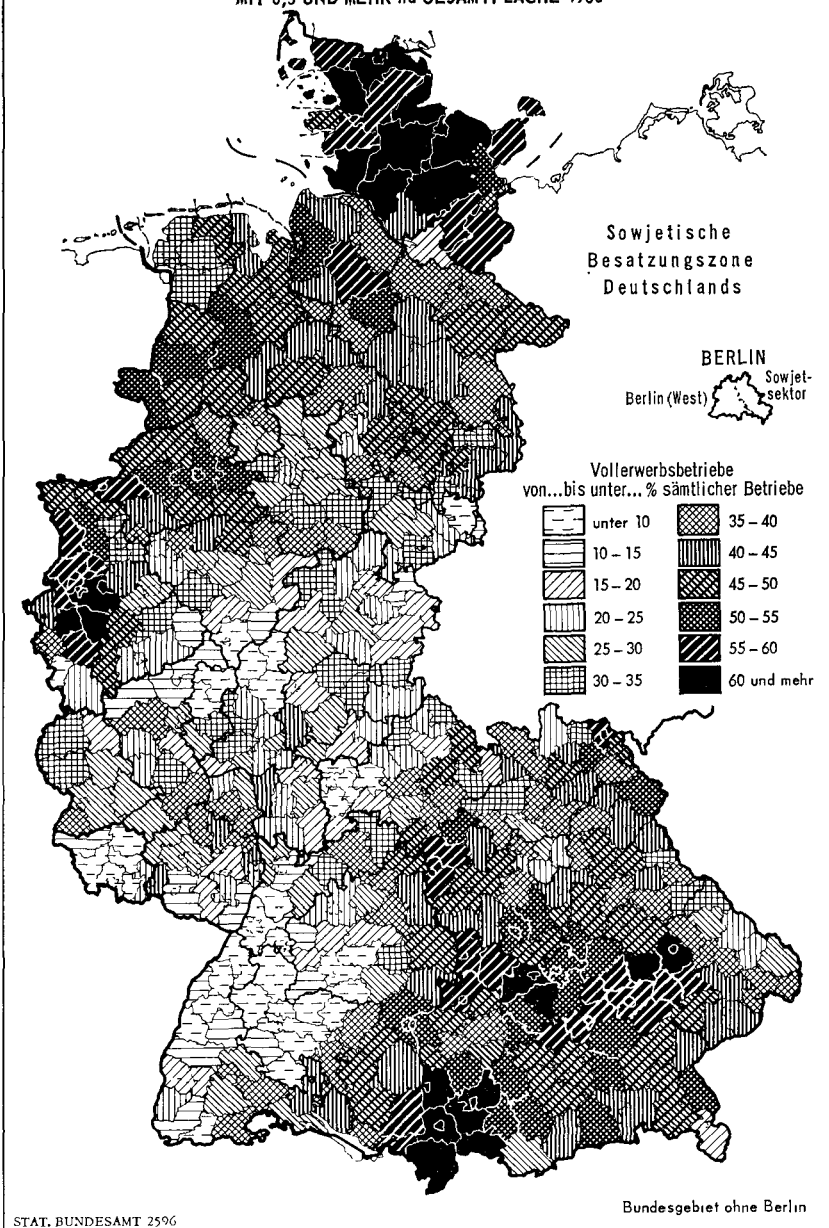 Sowjetische
Besatzungszone
Deutschlands
BERLIN
Berlin (West)
Sowjet-
sektor
Vollerwerbsbetriebe
von...bis unter...% sämtlicher Betriebe
unter 10
10 – 15
15 – 20
20 – 25
25 – 30
30 – 35
35 – 40
40 – 45
45 – 50
50 – 55
55 – 60
60 und mehr
Bundesgebiet ohne Berlin
STAT. BUNDESAMT 2596